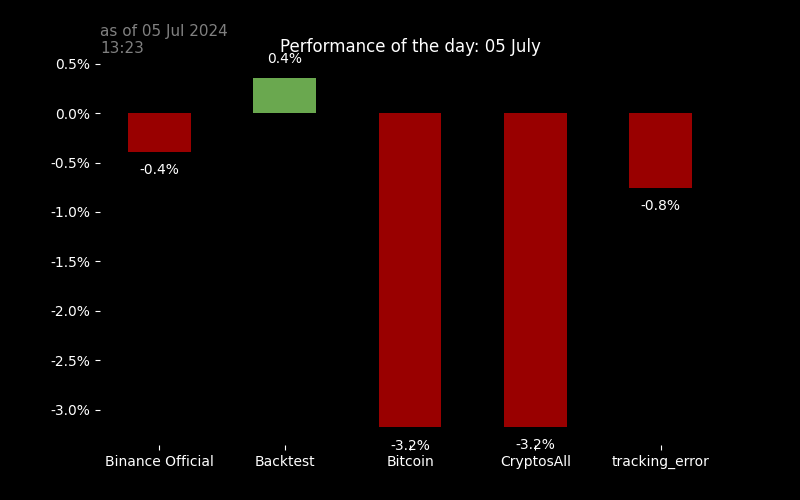 as of 05 Jul 2024
13:23
Performance of the day: 05 July
0.5%
0.0%
-0.5%
-1.0%
-1.5%
-2.0%
-2.5%
-3.0%
-0.4%
0.4%
-3.2%
-3.2%
-0.8%
Binance Official
Backtest
Bitcoin
CryptosAll
tracking_error